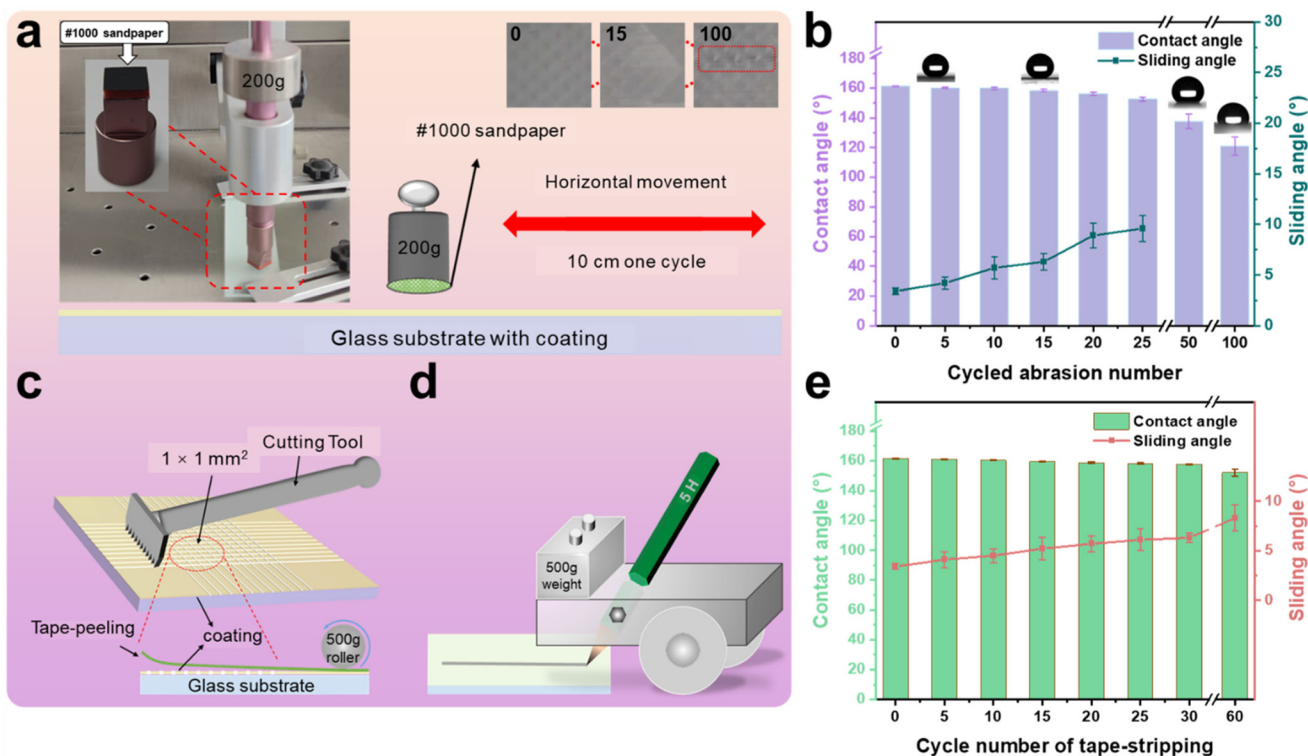 a
#1000 sandpaper
200g
0
15
100
#1000 sandpaper
200g
Horizontal movement
10 cm one cycle
Glass substrate with coating
b
Contact angle
Sliding angle
Contact angle (°)
180
160
140
120
100
80
60
40
20
0
Sliding angle (°)
30
25
20
15
10
5
0
0 5 10 15 20 25 50 100
Cycled abrasion number
c
1 × 1 mm²
Cutting Tool
Tape-peeling
coating
500g
roller
Glass substrate
d
5H
500g
weight
e
Contact angle
Sliding angle
Contact angle (°)
180
160
140
120
100
80
60
40
20
0
Sliding angle (°)
10
5
0
0 5 10 15 20 25 30 60
Cycle number of tape-stripping